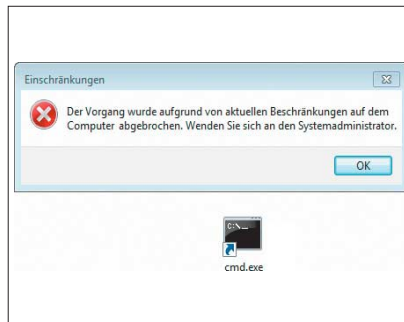 Einschränkungen
Der Vorgang wurde aufgrund von aktuellen Beschränkungen auf dem
Computer abgebrochen. Wenden Sie sich an den Systemadministrator.
OK
C:\_
cmd.exe